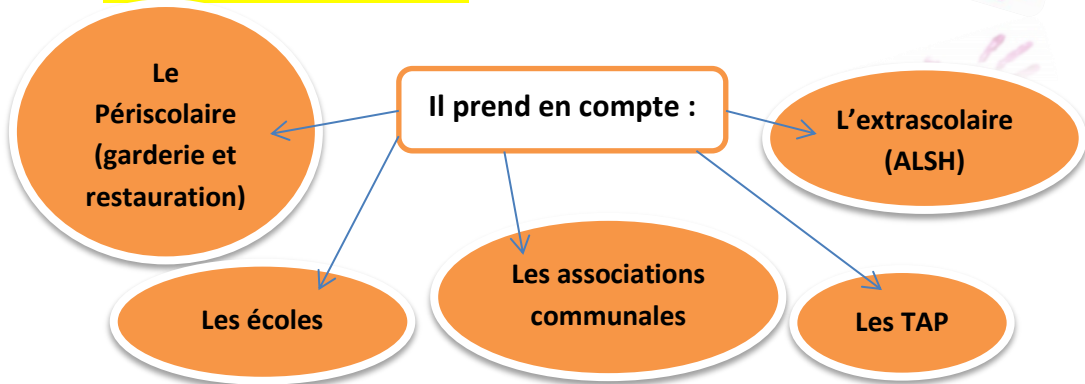 Il prend en compte :
Le
Périscolaire
(garderie et
restauration)
L'extrascolaire
(ALSH)
Les écoles
Les associations
communales
Les TAP